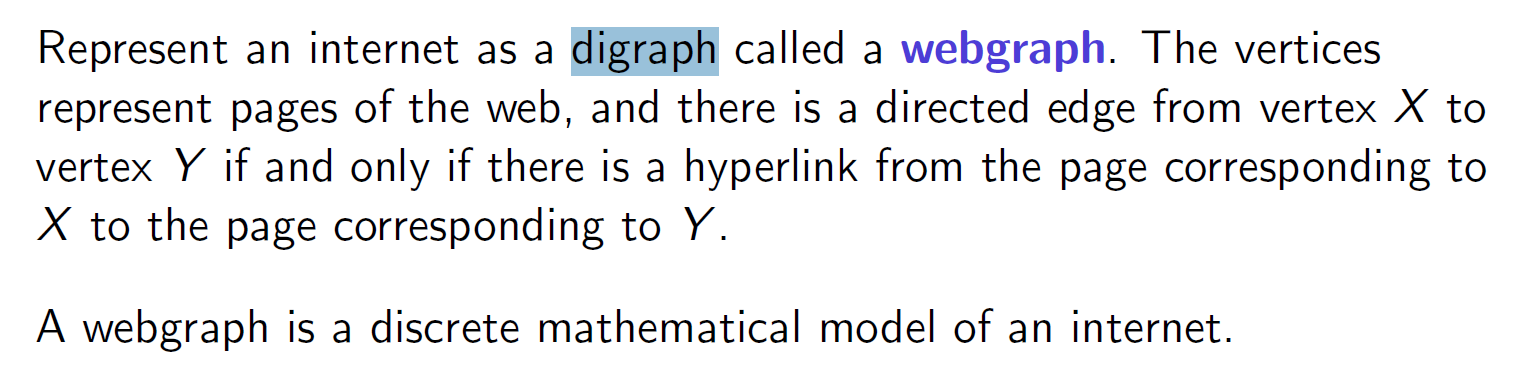 Represent an internet as a digraph called a webgraph. The vertices
represent pages of the web, and there is a directed edge from vertex X to
vertex Y if and only if there is a hyperlink from the page corresponding to
X to the page corresponding to Y.
A webgraph is a discrete mathematical model of an internet.